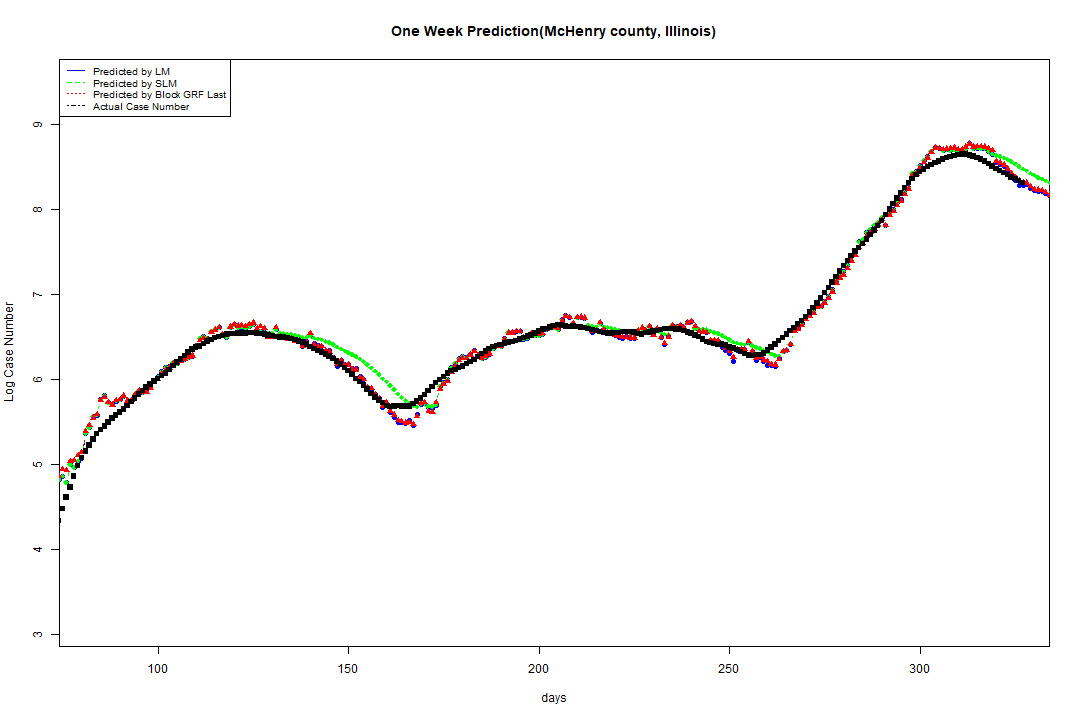 One Week Prediction(McHenry county, Illinois)
Predicted by LM
Predicted by SLM
Predicted by Block GRF Last
Actual Case Number
9
8
7
6
5
4
3
Log Case Number
100 150 200 250 300
days